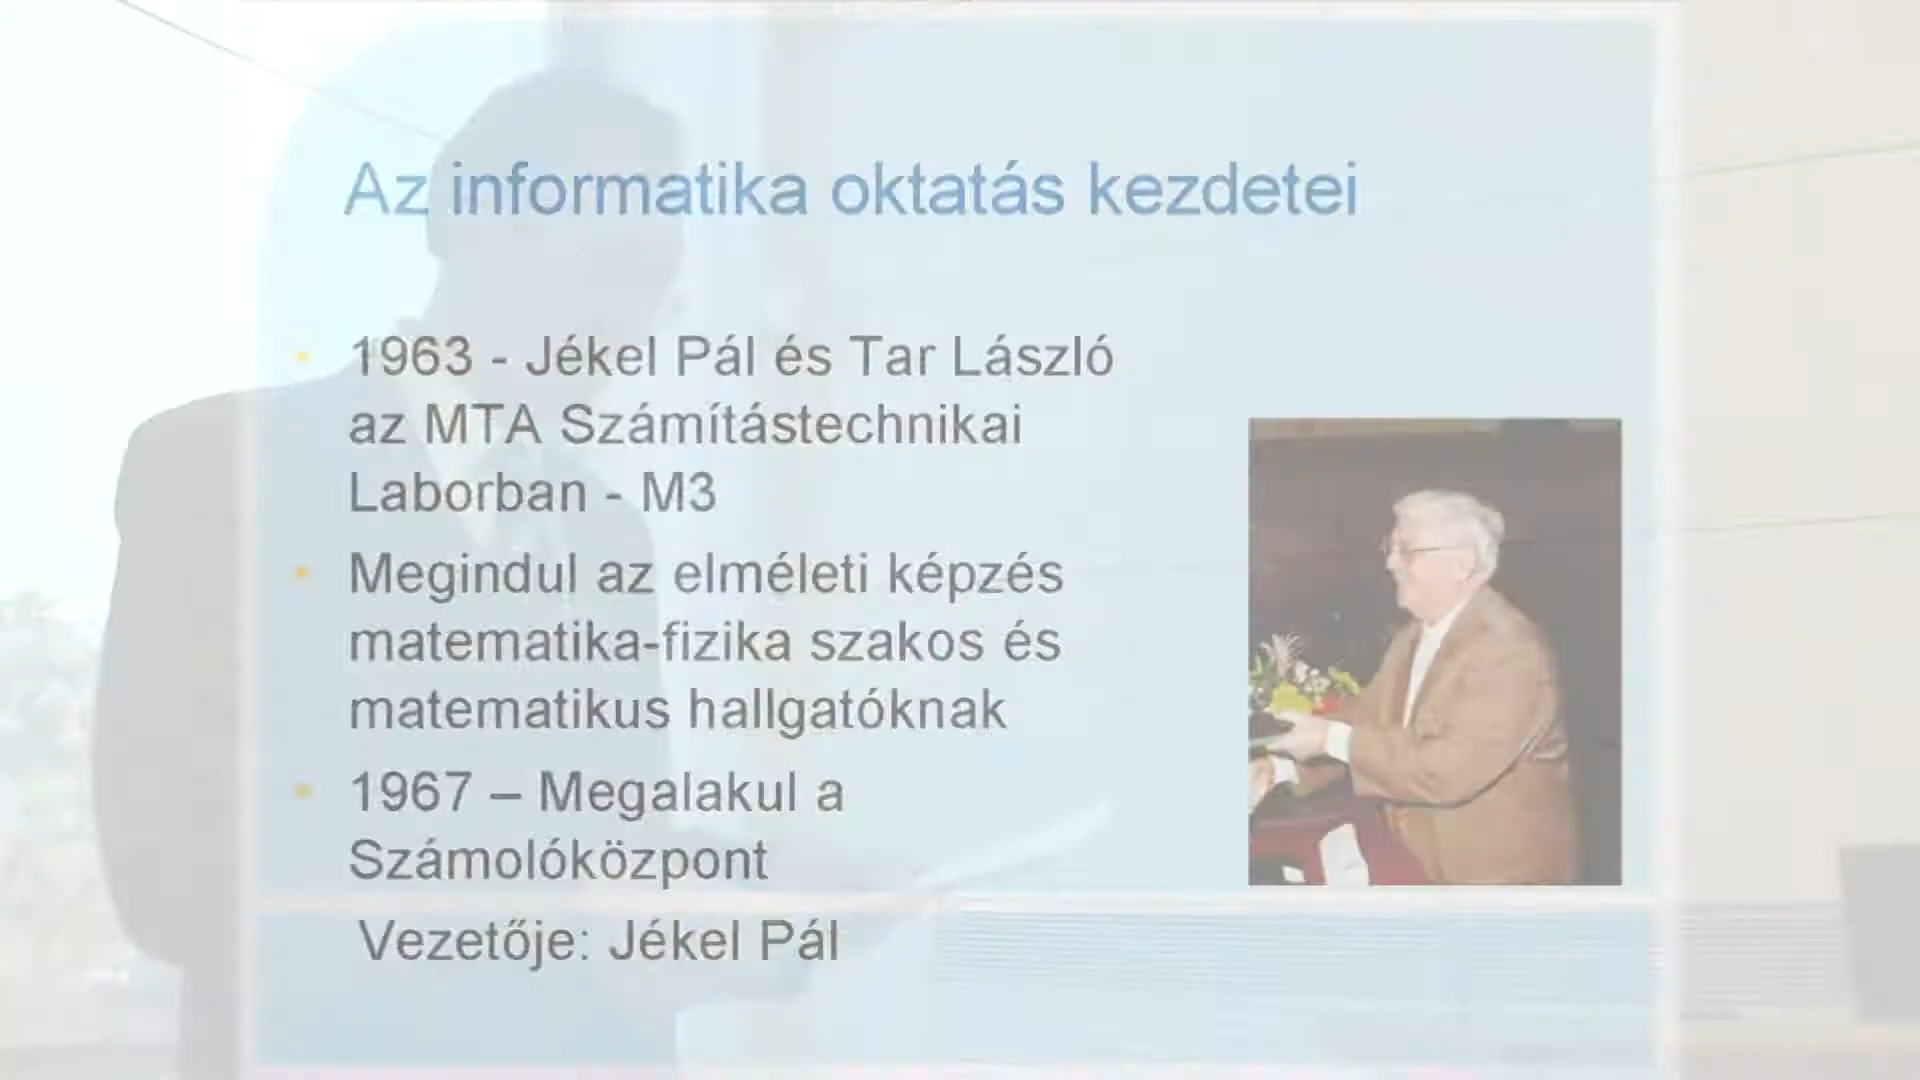 Az informatika oktatás kezdetei
1963 - Jékel Pál és Tar László
az MTA Számítástechnikai
Laborban - M3
Megindul az elméleti képzés
matematika-fizika szakos és
matematikus hallgatóknak
1967 – Megalakul a
Számolóközpont
Vezetője: Jékel Pál